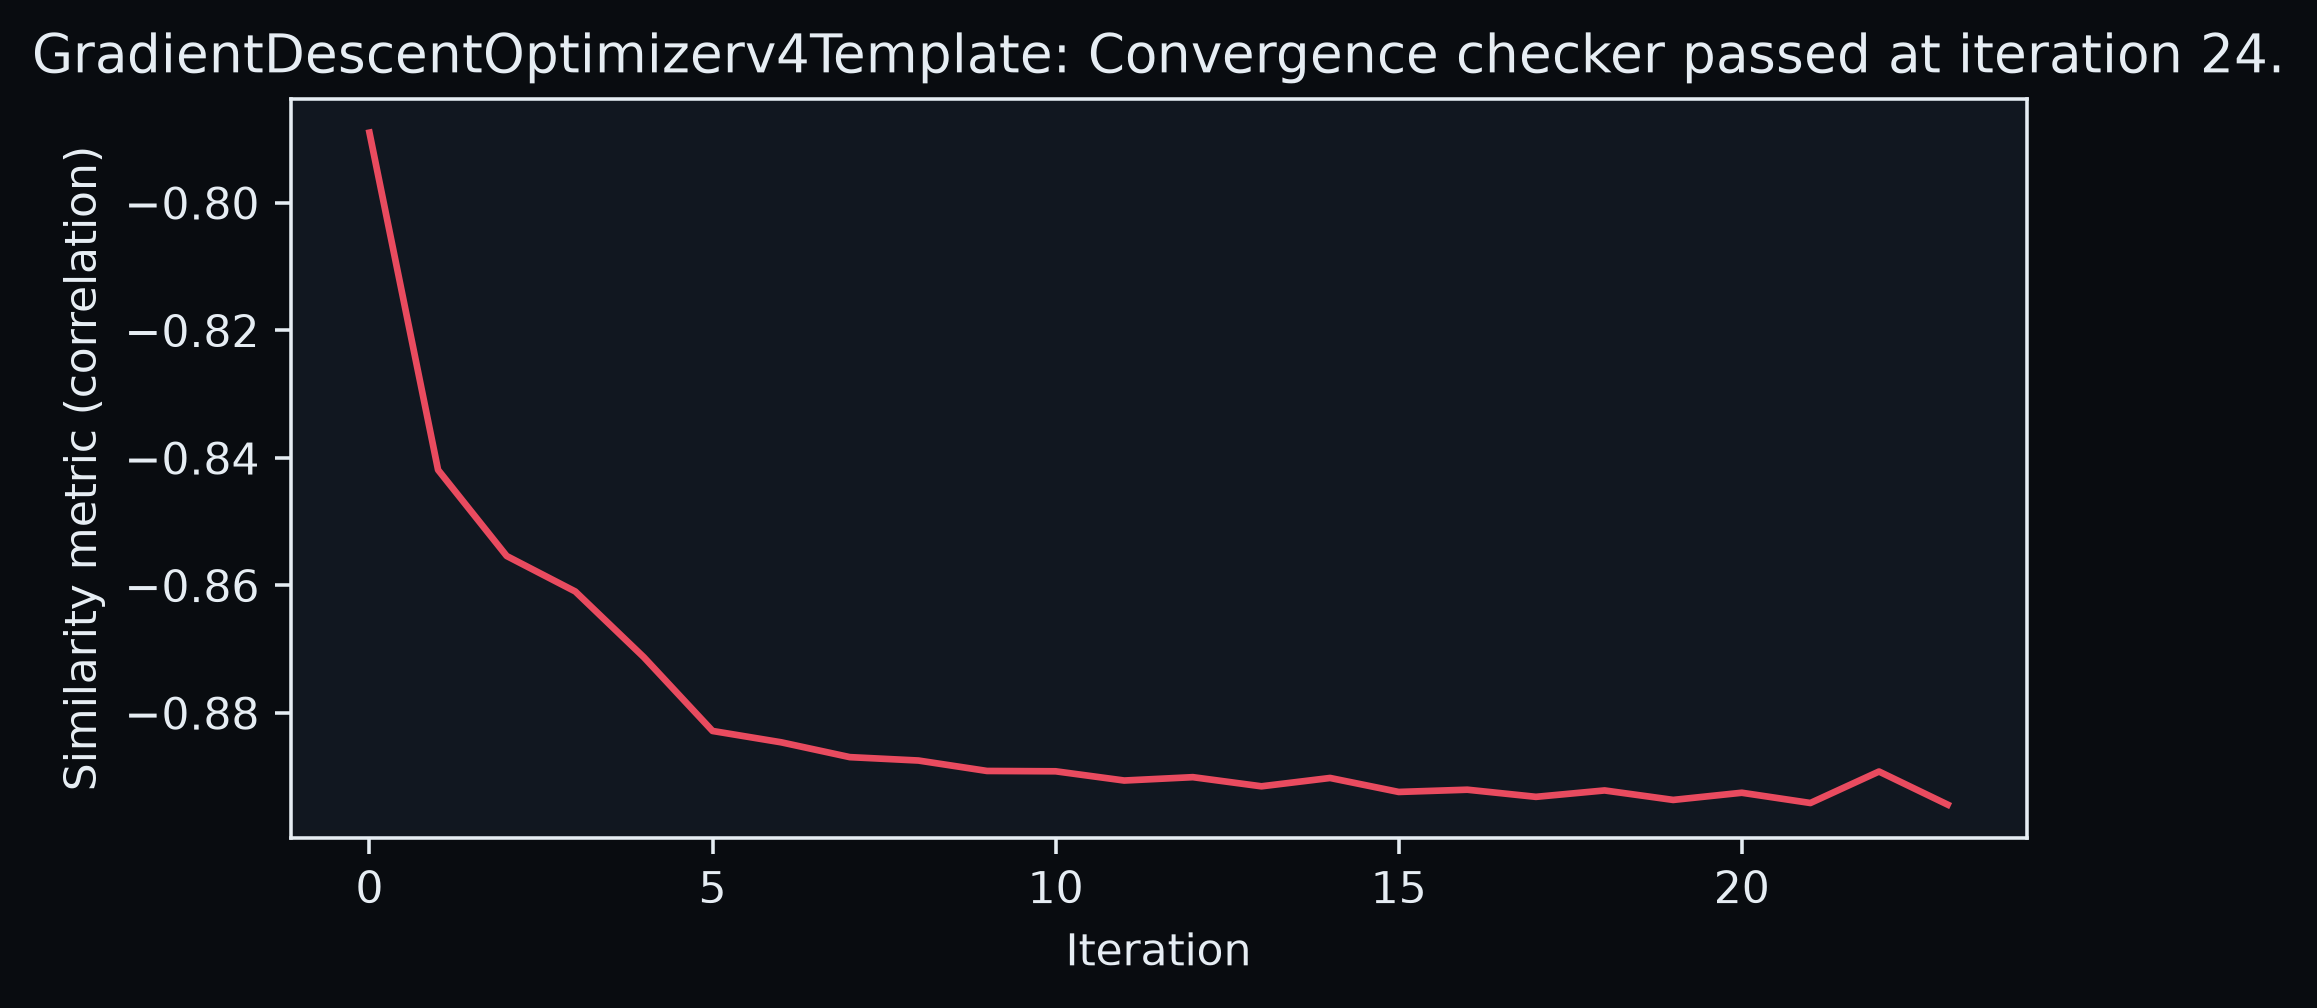 GradientDescentOptimizerv4Template: Convergence checker passed at iteration 24.
Similarity metric (correlation)
−0.80
−0.82
−0.84
−0.86
−0.88
0 5 10 15 20
Iteration